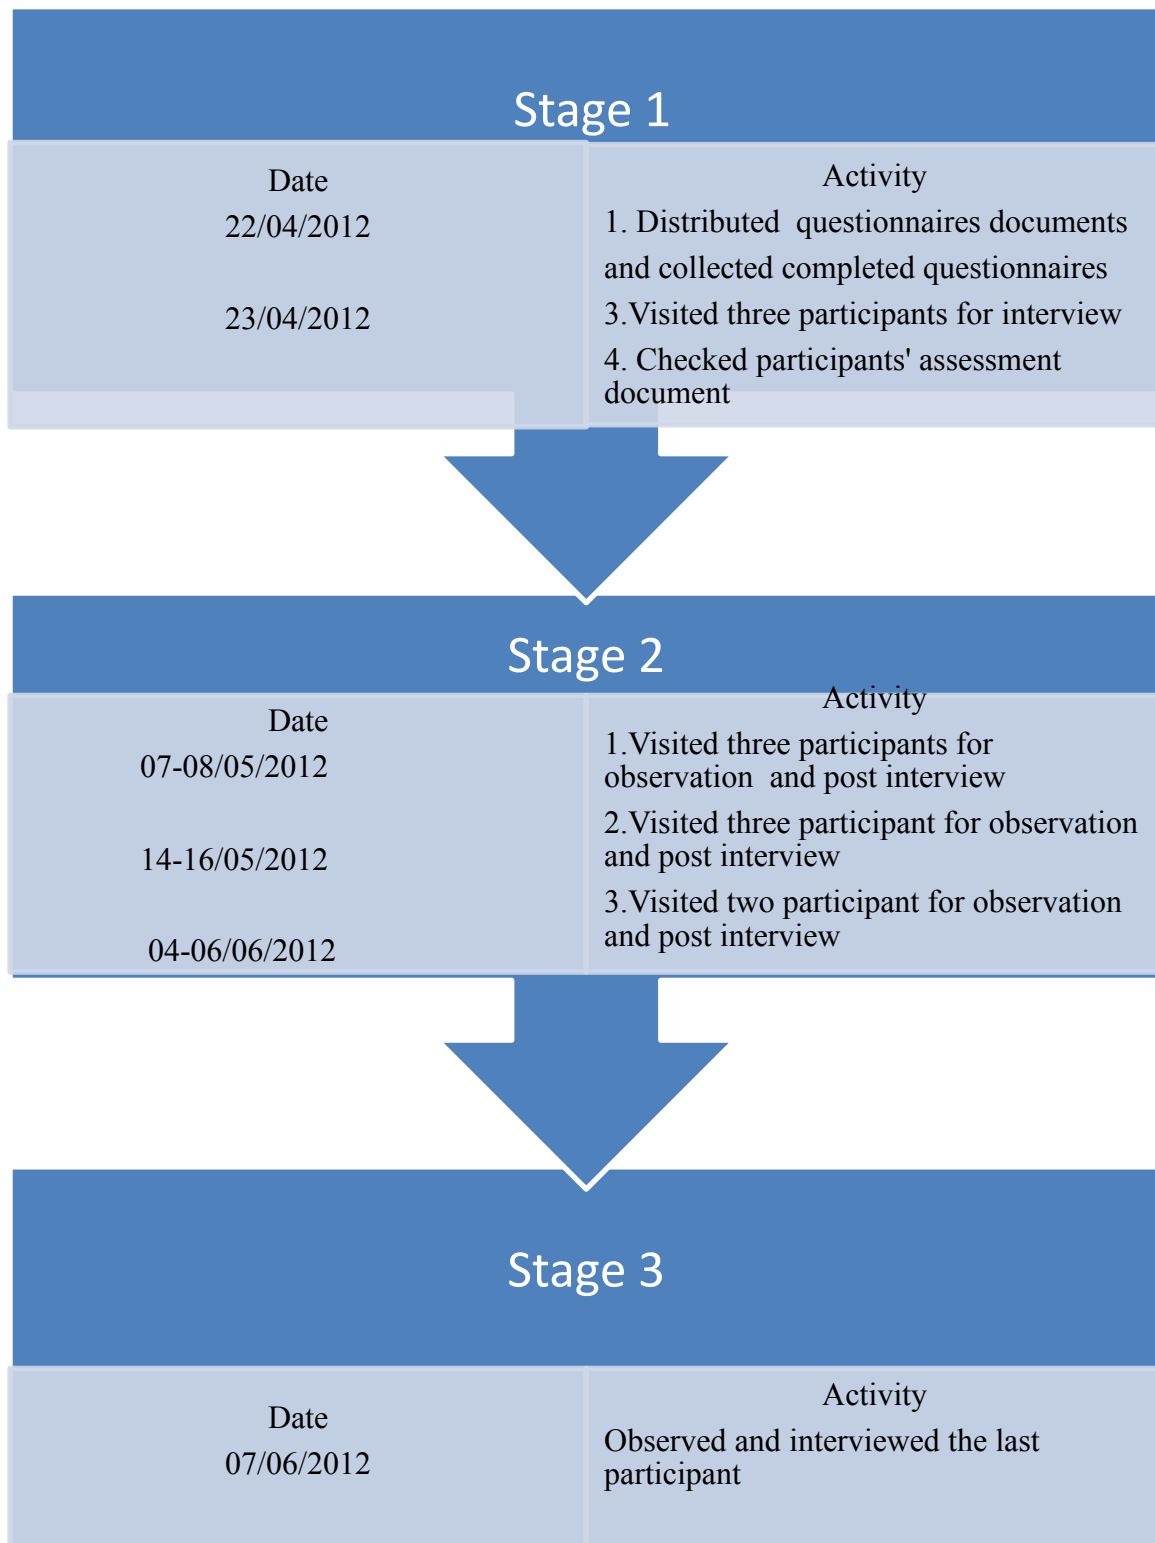 Stage 1
Date
22/04/2012
23/04/2012
Activity
1. Distributed questionnaires documents
and collected completed questionnaires
3.Visited three participants for interview
4. Checked participants' assessment
document
Stage 2
Date
07-08/05/2012
14-16/05/2012
04-06/06/2012
Activity
1.Visited three participants for
observation and post interview
2.Visited three participant for observation
and post interview
3.Visited two participant for observation
and post interview
Stage 3
Date
07/06/2012
Activity
Observed and interviewed the last
participant